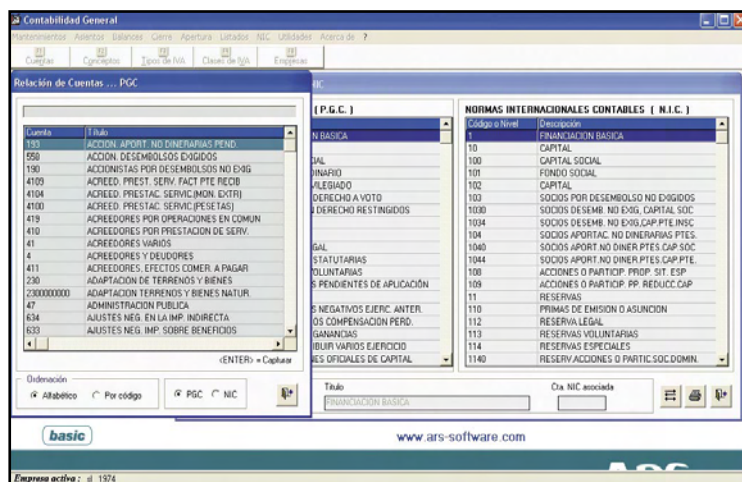 Contabilidad General
Mantenimientos Asientos Balances Cierre Apertura Listados NIC Utilidades Acerca de ?
Cuentas Conceptos Tipos de IVA Clases de IVA Empresas
Relación de Cuentas ... PGC
Cuenta Título
193 ACCION. APORT. NO DINERARIAS PEND.
558 ACCION. DESEMBOLSOS EXIGIDOS
190 ACCIONISTAS POR DESEMBOLSOS NO EXIG
4109 ACREED. PREST. SERV. FACT PTE RECIB
4104 ACREED. PRESTAC. SERVIC.(MON. EXTR)
4100 ACREED. PRESTAC. SERVIC.(PESETAS)
419 ACREEDORES POR OPERACIONES EN COMUN
410 ACREEDORES POR PRESTACION DE SERV.
41 ACREEDORES VARIOS
4 ACREEDORES Y DEUDORES
411 ACREEDORES, EFECTOS COMER. A PAGAR
230 ADAPTACION DE TERRENOS Y BIENES
2300000000 ADAPTACION TERRENOS Y BIENES NATUR.
47 ADMINISTRACION PUBLICA
634 AJUSTES NEG. EN LA IMP. INDIRECTA
633 AJUSTES NEG. IMP. SOBRE BENEFICIOS
<ENTER> = Capturar
Ordenación
Alfabético Por código PGC NIC
NIC
( P.G.C. )
N BASICA
IAL
DINARIO
VILEGIADO
DERECHO A VOTO
N DERECHO RESTINGIDOS
GAL
STATUTARIAS
OLUNTARIAS
S PENDIENTES DE APLICACIÓN
S NEGATIVOS EJERC. ANTER.
OS COMPENSACION PERD.
GANANCIAS
IBUIR VARIOS EJERCICIO
NES OFICIALES DE CAPITAL
NORMAS INTERNACIONALES CONTABLES ( N.I.C. )
Código o Nivel Descripción
1 FINANCIACION BASICA
10 CAPITAL
100 CAPITAL SOCIAL
101 FONDO SOCIAL
102 CAPITAL
103 SOCIOS POR DESEMBOLSO NO EXIGIDOS
1030 SOCIOS DESEMB. NO EXIG, CAPITAL SOC
1034 SOCIOS DESEMB. NO EXIG,CAP.PTE.INSC
104 SOCIOS APORTAC. NO DINERARIAS PTES.
1040 SOCIOS APORT.NO DINER.PTES.CAP.SOC
1044 SOCIOS APORT.NO DINER.PTES.CAP.PTE.
108 ACCIONES O PARTICIP. PROP. SIT. ESP
109 ACCIONES O PARTICIP. PP. REDUCC.CAP
11 RESERVAS
110 PRIMAS DE EMISION O ASUNCION
112 RESERVA LEGAL
113 RESERVAS VOLUNTARIAS
114 RESERVAS ESPECIALES
1140 RESERV.ACCIONES O PARTIC.SOC.DOMIN.
Título Cta. NIC asociada
FINANCIACION BASICA
basic www.ars-software.com
Empresa activa : sl 1974